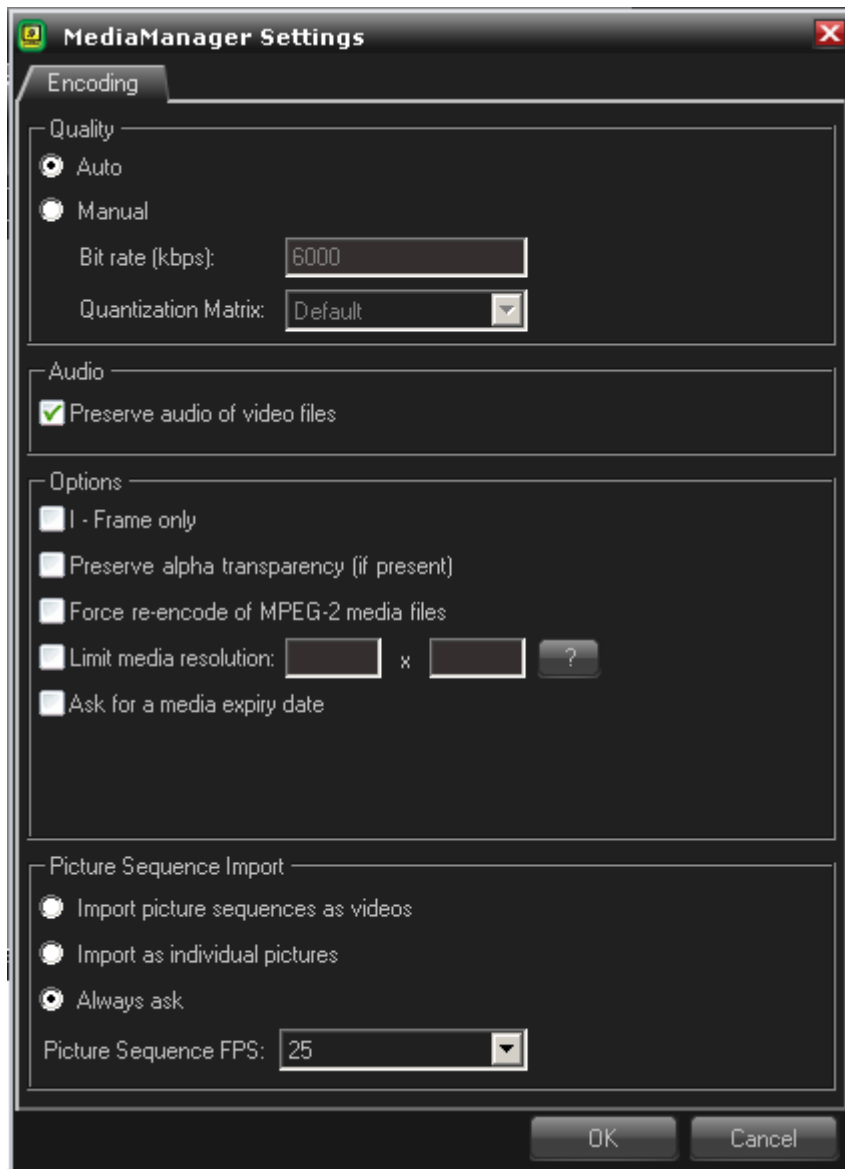 MediaManager Settings
Encoding
Quality
Auto
Manual
Bit rate (kbps): 6000
Quantization Matrix: Default
Audio
Preserve audio of video files
Options
I - Frame only
Preserve alpha transparency (if present)
Force re-encode of MPEG-2 media files
Limit media resolution: x ?
Ask for a media expiry date
Picture Sequence Import
Import picture sequences as videos
Import as individual pictures
Always ask
Picture Sequence FPS: 25
OK Cancel